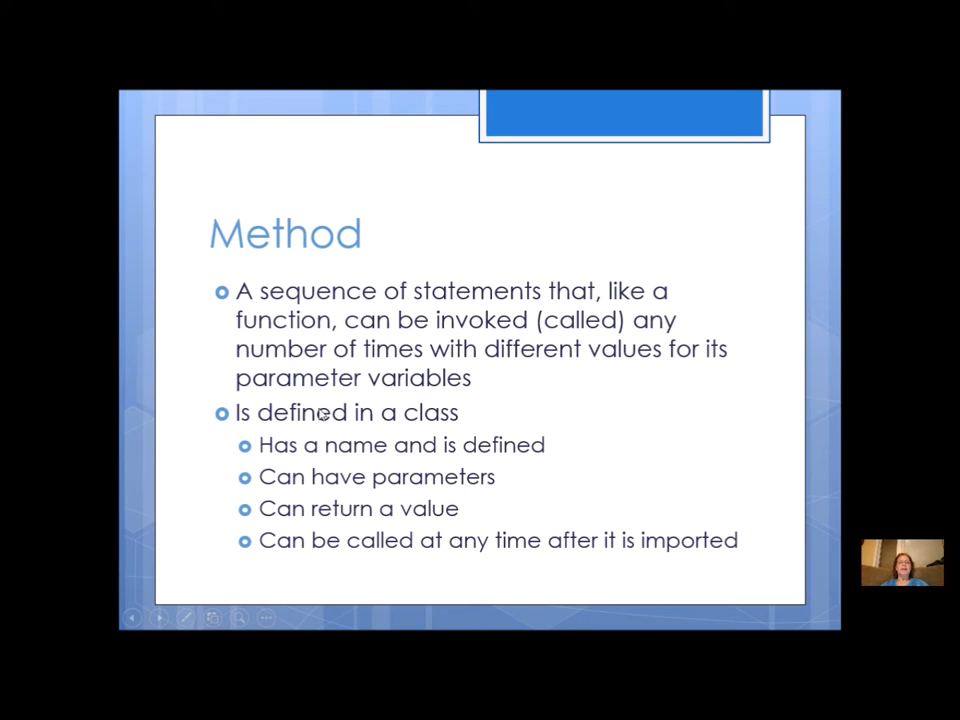 Method
A sequence of statements that, like a
function, can be invoked (called) any
number of times with different values for its
parameter variables
Is defined in a class
Has a name and is defined
Can have parameters
Can return a value
Can be called at any time after it is imported